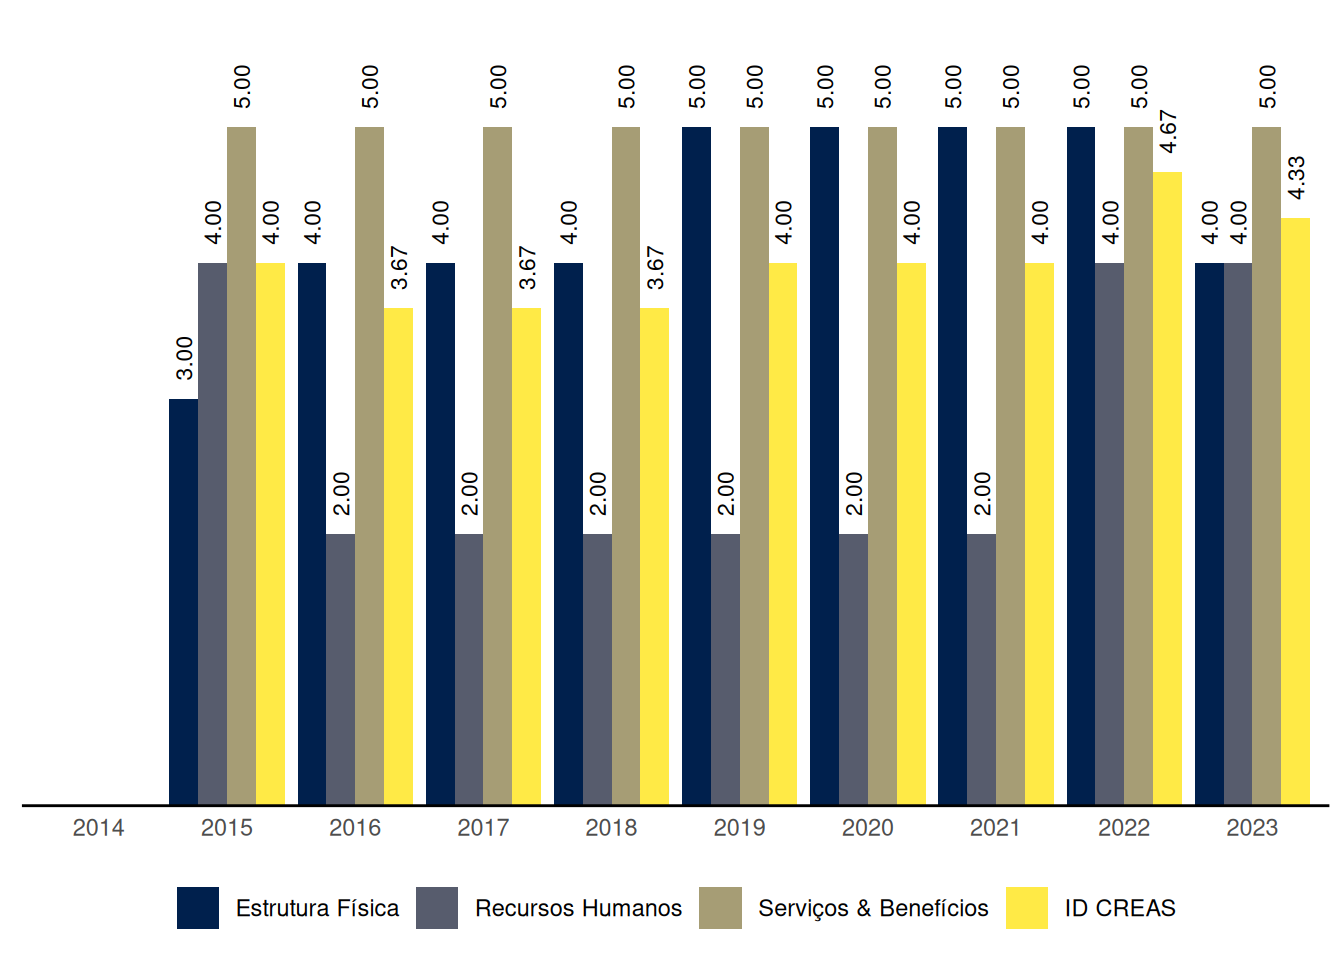 5.00 5.00 5.00 5.00 5.00 5.00 5.00 5.00 5.00 5.00 5.00 5.00 5.00
4.67
4.33
4.00 4.00 4.00 4.00 4.00 4.00 4.00 4.00 4.00 4.00 4.00
3.67 3.67 3.67
3.00
2.00 2.00 2.00 2.00 2.00 2.00
2014 2015 2016 2017 2018 2019 2020 2021 2022 2023
Estrutura Física Recursos Humanos Serviços & Benefícios ID CREAS